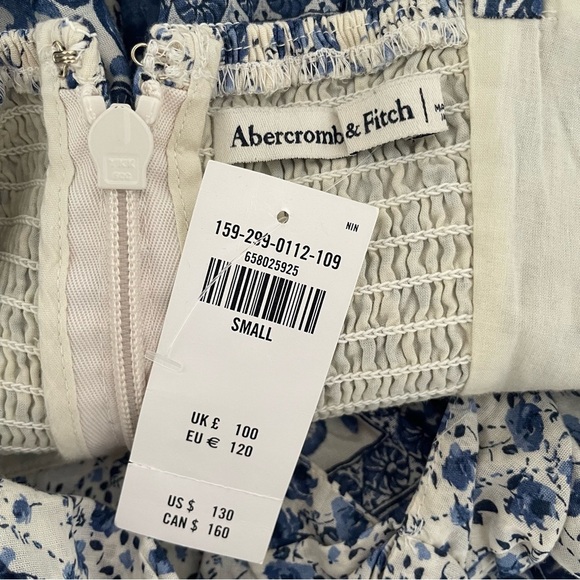 Abercrombie & Fitch
NIN
159-299-0112-109
658025925
SMALL
UK £ 100
EU € 120
US $ 130
CAN $ 160